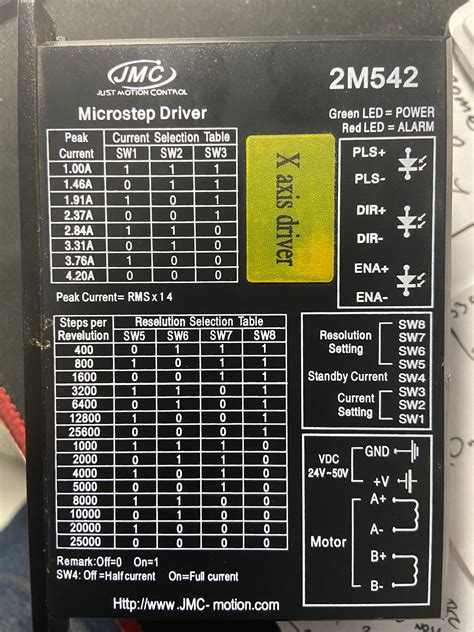 JMC
JUST MOTION CONTROL
2M542
Microstep Driver
Green LED = POWER
Red LED = ALARM
Peak Current Selection Table
Current SW1 SW2 SW3
1.00A 1 1 1
1.46A 0 1 1
1.91A 1 0 1
2.37A 0 0 1
2.84A 1 1 0
3.31A 0 1 0
3.76A 1 0 0
4.20A 0 0 0
Peak Current= RMS x 1 4
X axis driver
PLS+
PLS-
DIR+
DIR-
ENA+
ENA-
Steps per Resolution Selection Table
Revelution SW5 SW6 SW7 SW8
400 0 1 1 1
800 1 0 1 1
1600 0 0 1 1
3200 1 1 0 1
6400 0 1 0 1
12800 1 0 0 1
25600 0 0 0 1
1000 1 1 1 0
2000 0 1 1 0
4000 1 0 1 0
5000 0 0 1 0
8000 1 1 0 0
10000 0 1 0 0
20000 1 0 0 0
25000 0 0 0 0
Remark:Off=0 On=1
SW4: Off =Half current On=Full current
Http://www.JMC- motion.com
Resolution
Setting
SW8
SW7
SW6
SW5
Standby Current SW4
Current
Setting
SW3
SW2
SW1
VDC
24V~50V
GND
+V
Motor
A+
A-
B+
B-